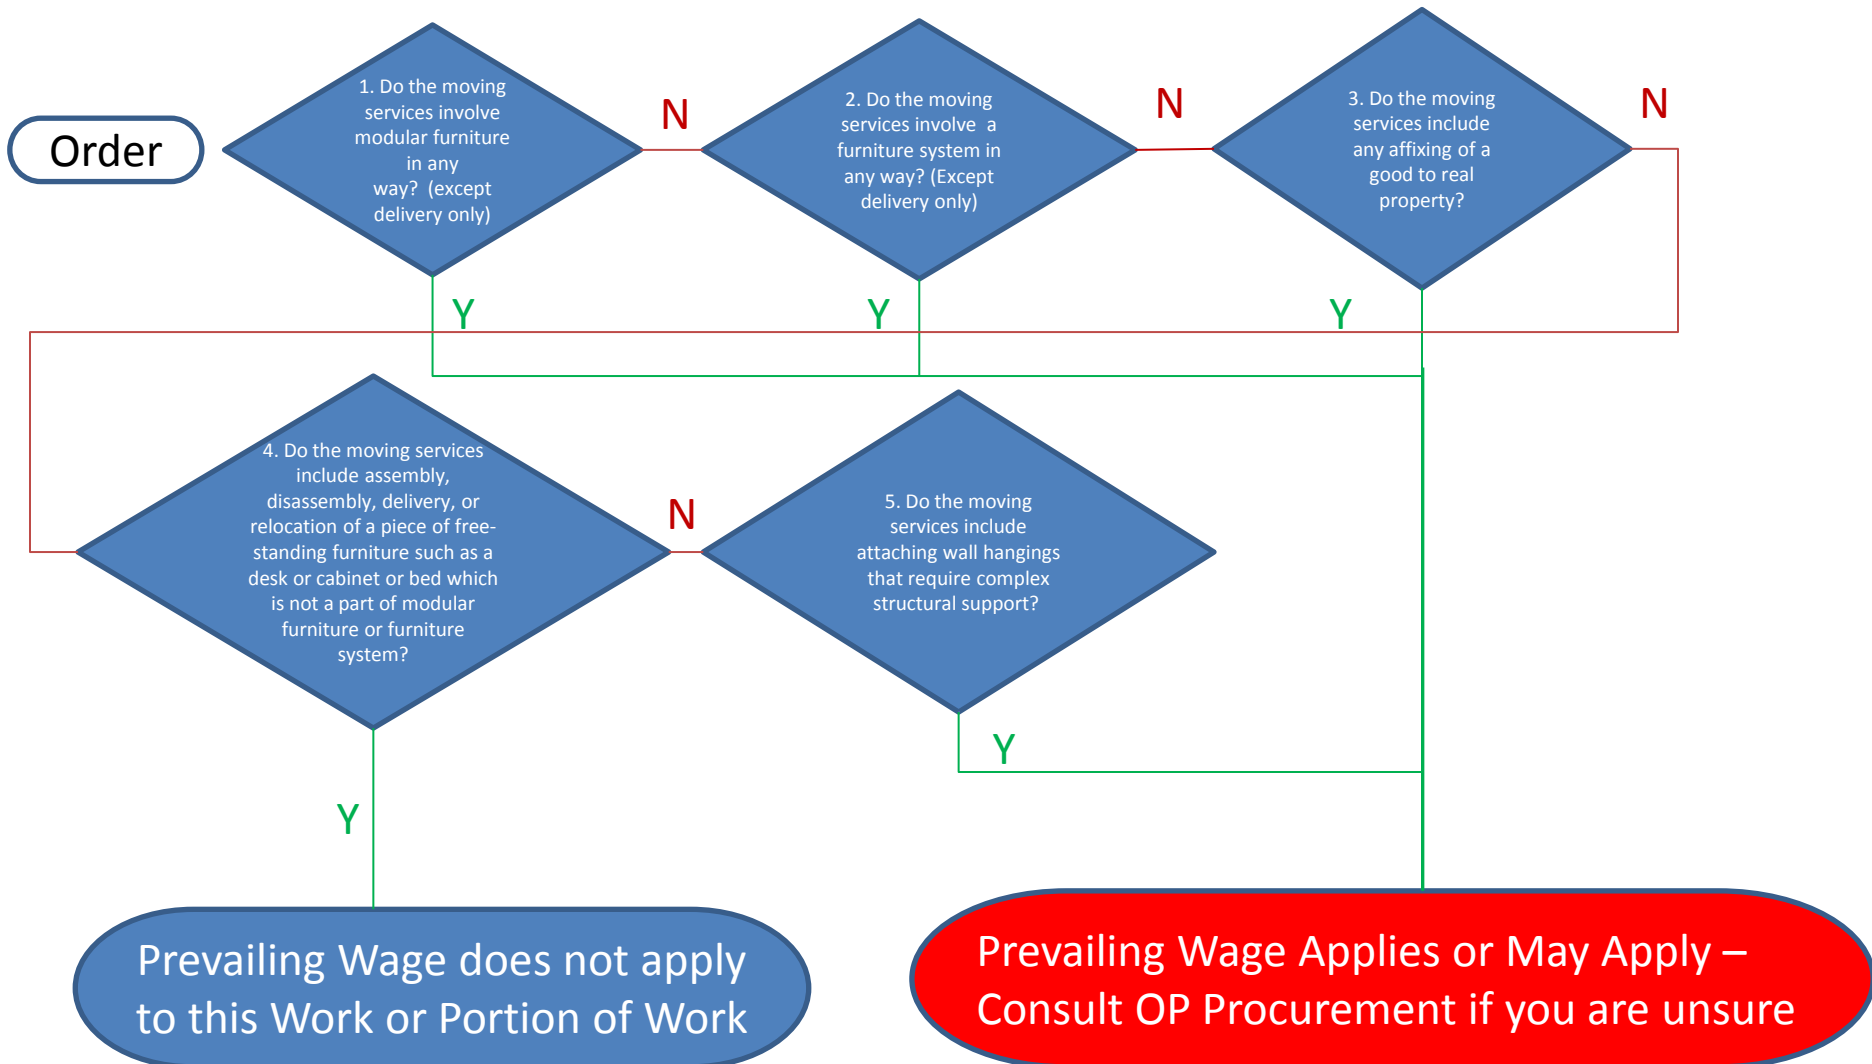 Order
1. Do the moving
services involve
modular furniture
in any
way? (except
delivery only)
N
2. Do the moving
services involve a
furniture system in
any way? (Except
delivery only)
N
3. Do the moving
services include
any affixing of a
good to real
property?
N
Y
Y
Y
4. Do the moving services
include assembly,
disassembly, delivery, or
relocation of a piece of free-
standing furniture such as a
desk or cabinet or bed which
is not a part of modular
furniture or furniture
system?
N
5. Do the moving
services include
attaching wall hangings
that require complex
structural support?
Y
Y
Prevailing Wage does not apply
to this Work or Portion of Work
Prevailing Wage Applies or May Apply –
Consult OP Procurement if you are unsure